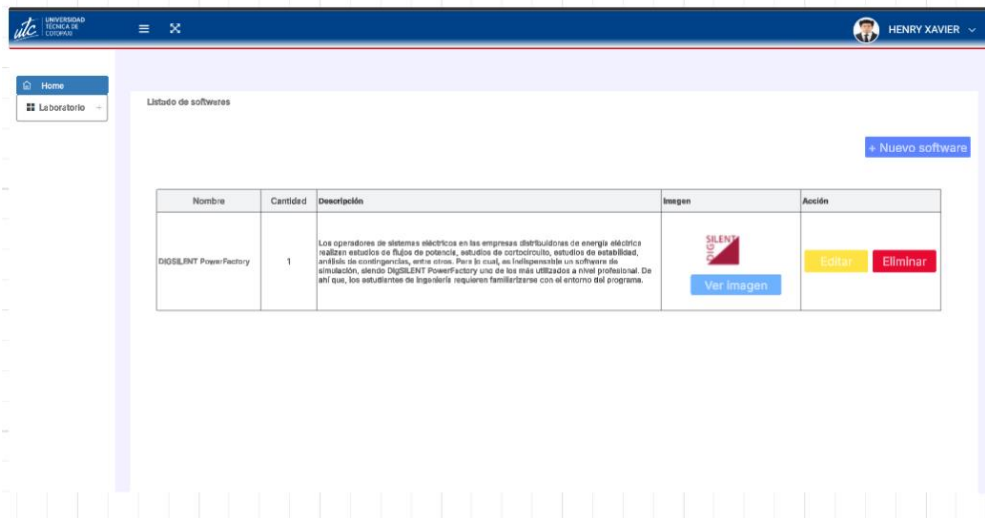 utc
UNIVERSIDAD
TÉCNICA DE
COTOPAXI
HENRY XAVIER
Home
Laboratorio +
Listado de softwares
+ Nuevo software
Nombre Cantidad Descripción Imagen Acción
DIGSILENT PowerFactory 1
Los operadores de sistemas eléctricos en las empresas distribuidoras de energía eléctrica
realizan estudios de flujos de potencia, estudios de cortocircuito, estudios de estabilidad,
análisis de contingencias, entre otros. Para lo cual, es indispensable un software de
simulación, siendo DIgSILENT PowerFactory uno de los más utilizados a nivel profesional. De
ahí que, los estudiantes de ingeniería requieren familiarizarse con el entorno del programa.
DIG
SILENT
Ver imagen
Editar Eliminar